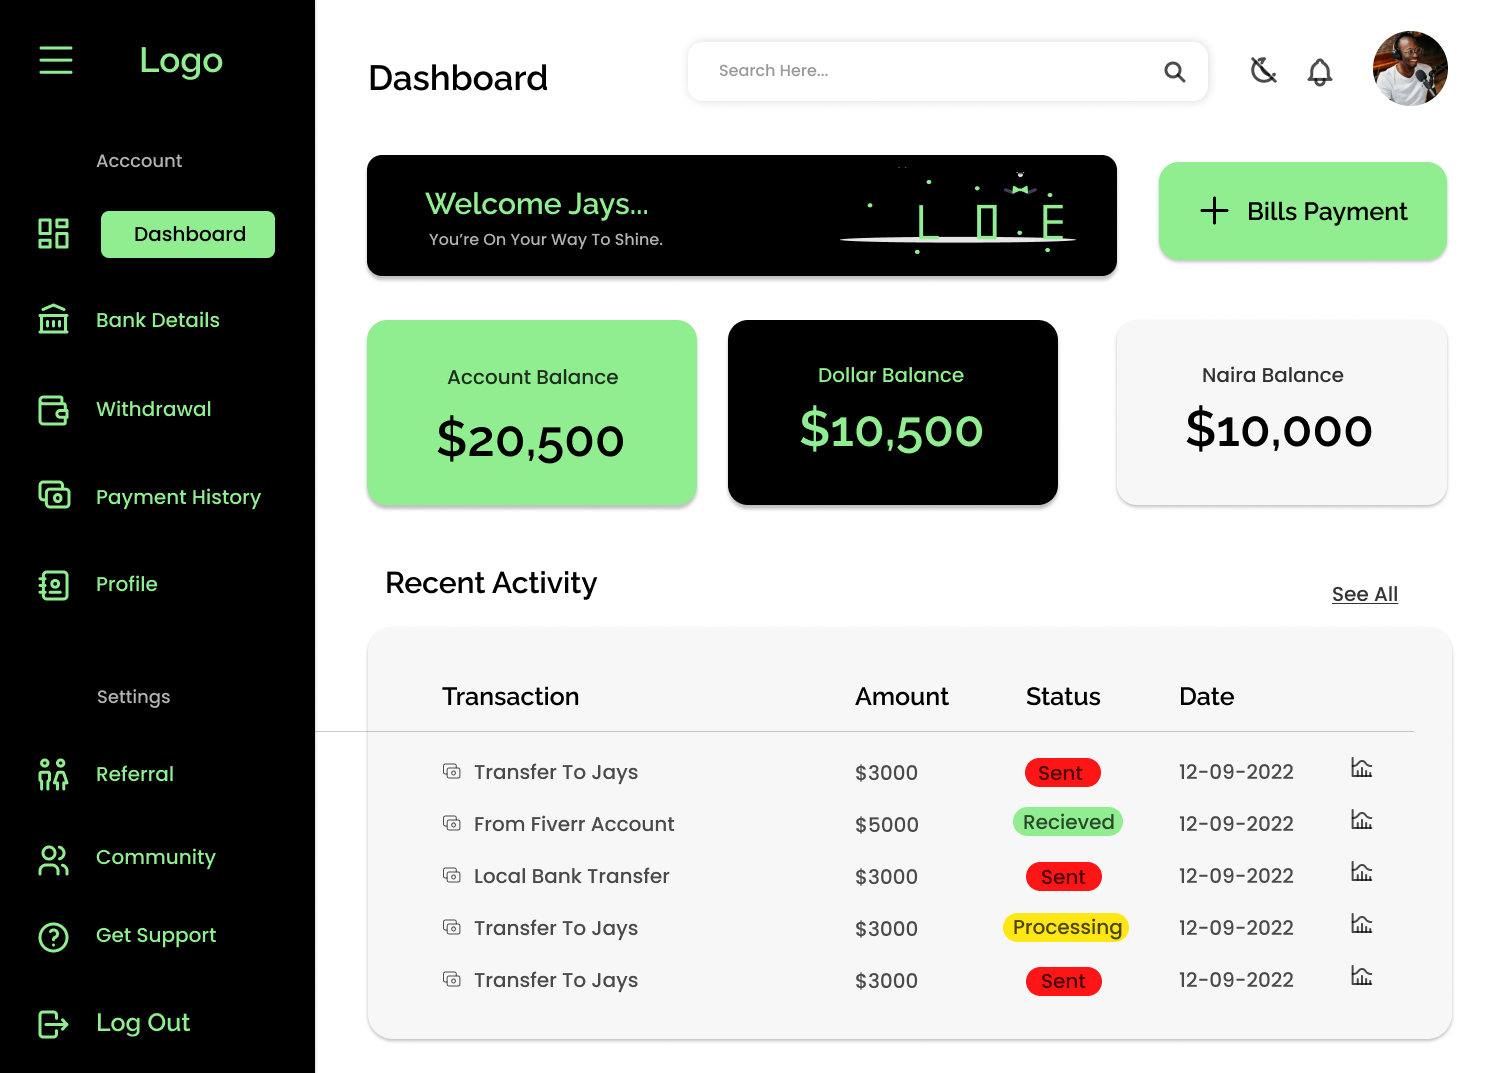 Logo
Acccount
Dashboard
Bank Details
Withdrawal
Payment History
Profile
Settings
Referral
Community
Get Support
Log Out
Dashboard
Search Here...
Welcome Jays...
You're On Your Way To Shine.
L O E
Bills Payment
Account Balance
$20,500
Dollar Balance
$10,500
Naira Balance
$10,000
Recent Activity
See All
Transaction Amount Status Date
Transfer To Jays $3000 Sent 12-09-2022
From Fiverr Account $5000 Recieved 12-09-2022
Local Bank Transfer $3000 Sent 12-09-2022
Transfer To Jays $3000 Processing 12-09-2022
Transfer To Jays $3000 Sent 12-09-2022